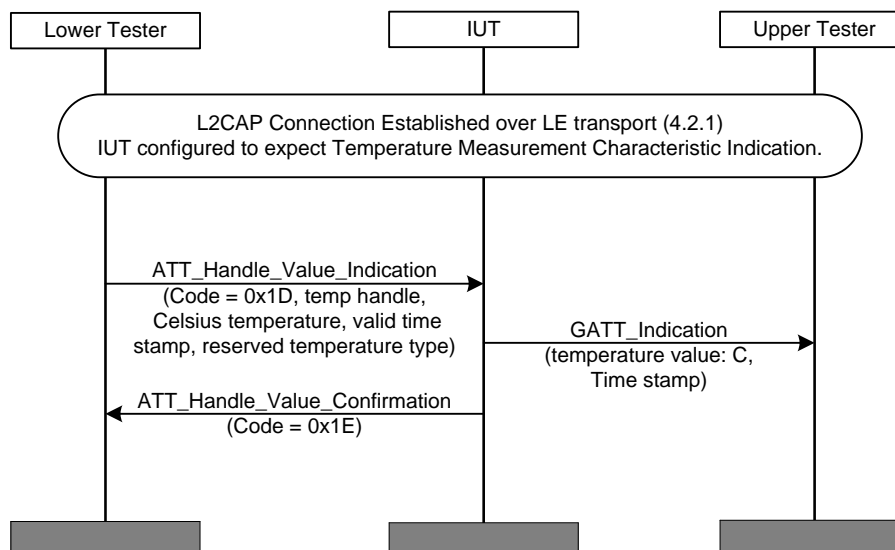 Lower Tester
IUT
Upper Tester
L2CAP Connection Established over LE transport (4.2.1)
IUT configured to expect Temperature Measurement Characteristic Indication.
ATT_Handle_Value_Indication
(Code = 0x1D, temp handle,
Celsius temperature, valid time
stamp, reserved temperature type)
GATT_Indication
(temperature value: C,
Time stamp)
ATT_Handle_Value_Confirmation
(Code = 0x1E)